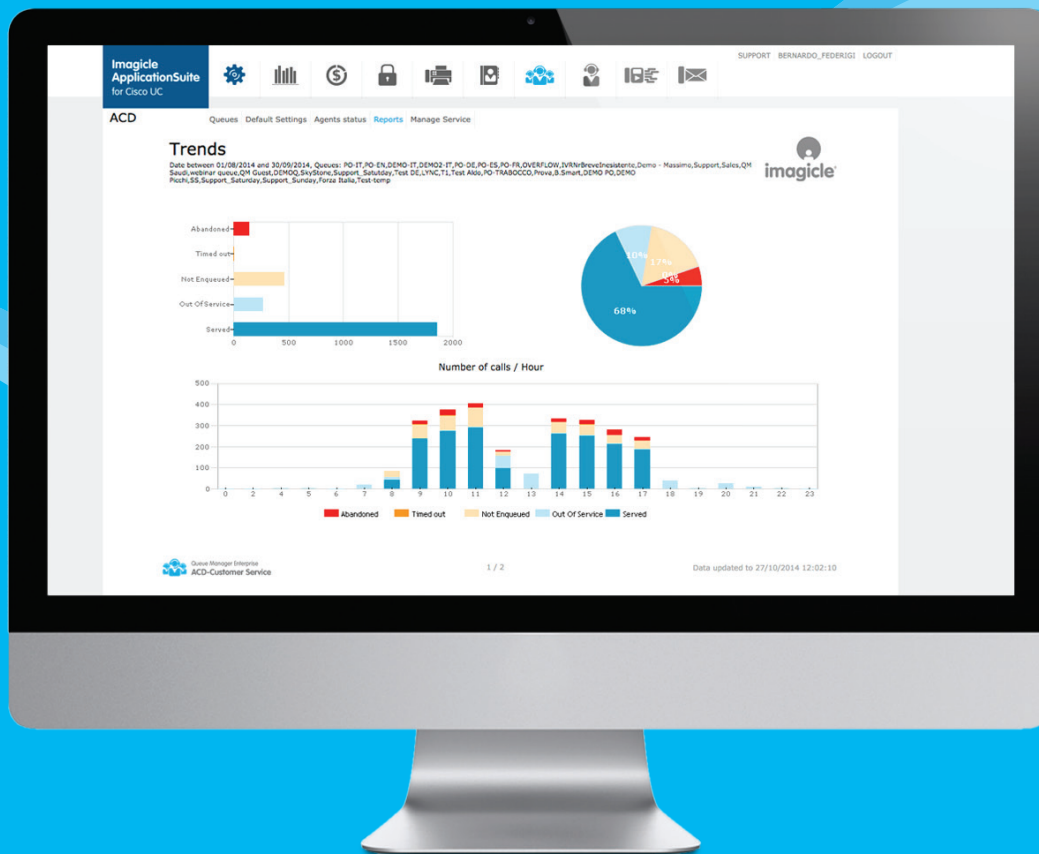 Imagicle
ApplicationSuite
for Cisco UC
SUPPORT BERNARDO_FEDERIGI LOGOUT
ACD
Queues Default Settings Agents status Reports Manage Service
Trends
Date between 01/08/2014 and 30/09/2014, Queues: PO-IT,PO-EN,DEMO-IT,DEMO2-IT,PO-DE,PO-ES,PO-FR,OVERFLOW,IVRNrBreveInesistente,Demo - Massimo,Support,Sales,QM
Saudi,webinar queue,QM Guest,DEMOQ,SkyStone,Support_Satutday,Test DE,LYNC,T1,Test Aldo,PO-TRABOCCO,Prova,B.Smart,DEMO PO,DEMO
Picchi,SS,Support_Saturday,Support_Sunday,Forza Italia,Test-temp
imagicle
Abandoned
Timed out
Not Enqueued
Out Of Service
Served
0 500 1000 1500 2000
10%
17%
0%
5%
68%
Number of calls / Hour
500
400
300
200
100
0
0 2 4 5 6 7 8 9 10 11 12 13 14 15 16 17 18 19 20 21 22 23
Abandoned Timed out Not Enqueued Out Of Service Served
Queue Manager Enterprise
ACD-Customer Service
1 / 2
Data updated to 27/10/2014 12:02:10